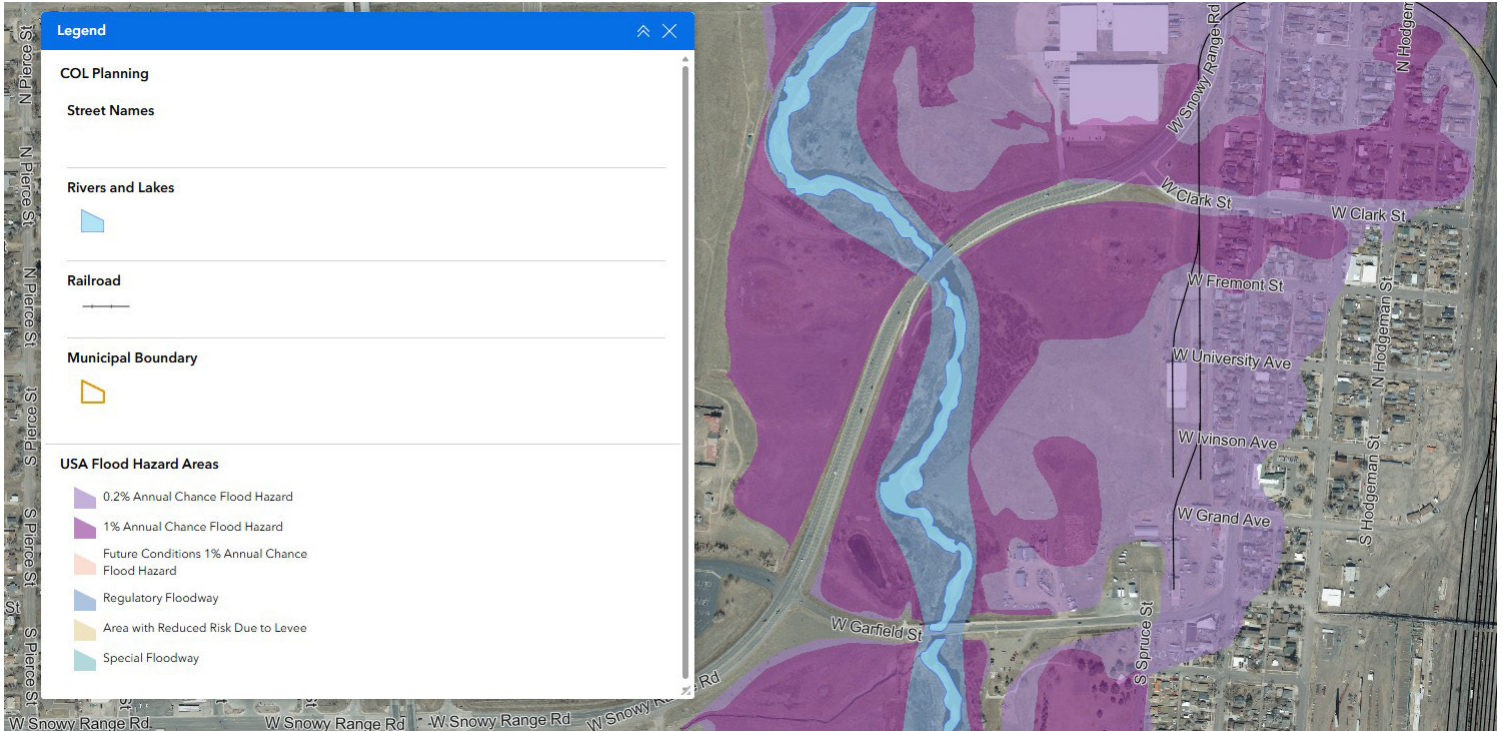 Legend
COL Planning
Street Names
Rivers and Lakes
Railroad
Municipal Boundary
USA Flood Hazard Areas
0.2% Annual Chance Flood Hazard
1% Annual Chance Flood Hazard
Future Conditions 1% Annual Chance
Flood Hazard
Regulatory Floodway
Area with Reduced Risk Due to Levee
Special Floodway
N Pierce St
N Pierce St
N Pierce St
S Pierce St
S Pierce St
S Pierce St
St
St
St
W Snowy Range Rd
W Snowy Range Rd
W Snowy Range Rd
W Snowy R
e Rd
W Snowy Range Rd
N Hodgen
W Clark St
W Clark St
W Fremont St
N Hodgeman St
W University Ave
W Ivinson Ave
S Hodgeman St
W Grand Ave
W Garfield St
S Spruce St